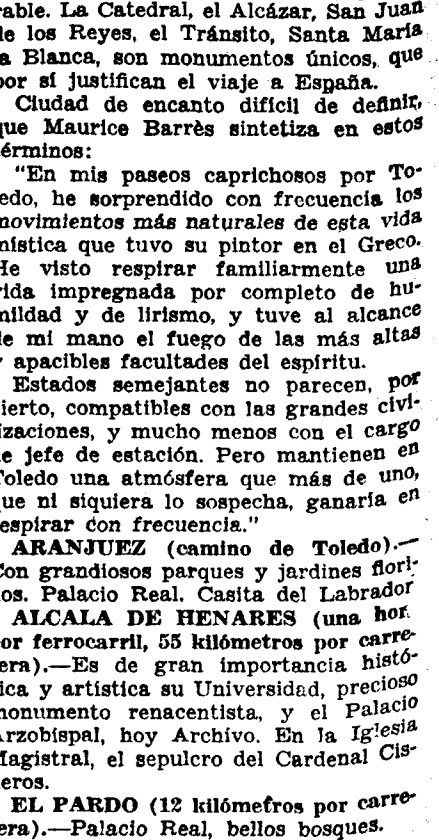 rable. La Catedral, el Alcázar, San Juan
de los Reyes, el Tránsito, Santa María
a Blanca, son monumentos únicos, que
por sí justifican el viaje a España.
Ciudad de encanto difícil de definir,
que Maurice Barrès sintetiza en estos
términos:
"En mis paseos caprichosos por To-
edo, he sorprendido con frecuencia los
movimientos más naturales de esta vida
mística que tuvo su pintor en el Greco.
He visto respirar familiarmente una
vida impregnada por completo de hu-
mildad y de lirismo, y tuve al alcance
de mi mano el fuego de las más altas
y apacibles facultades del espíritu.
Estados semejantes no parecen, por
cierto, compatibles con las grandes civi-
izaciones, y mucho menos con el cargo
de jefe de estación. Pero mantienen en
Toledo una atmósfera que más de uno,
que ni siquiera lo sospecha, ganaría en
respirar con frecuencia."
ARANJUEZ (camino de Toledo).—
Con grandiosos parques y jardines flori-
dos. Palacio Real. Casita del Labrador
ALCALA DE HENARES (una hor
por ferrocarril, 55 kilómetros por carre-
tera).—Es de gran importancia histó-
rica y artística su Universidad, precioso
monumento renacentista, y el Palacio
Arzobispal, hoy Archivo. En la Iglesia
Magistral, el sepulcro del Cardenal Cis-
neros.
EL PARDO (12 kilómetros por carre-
tera).—Palacio Real, bellos bosques.